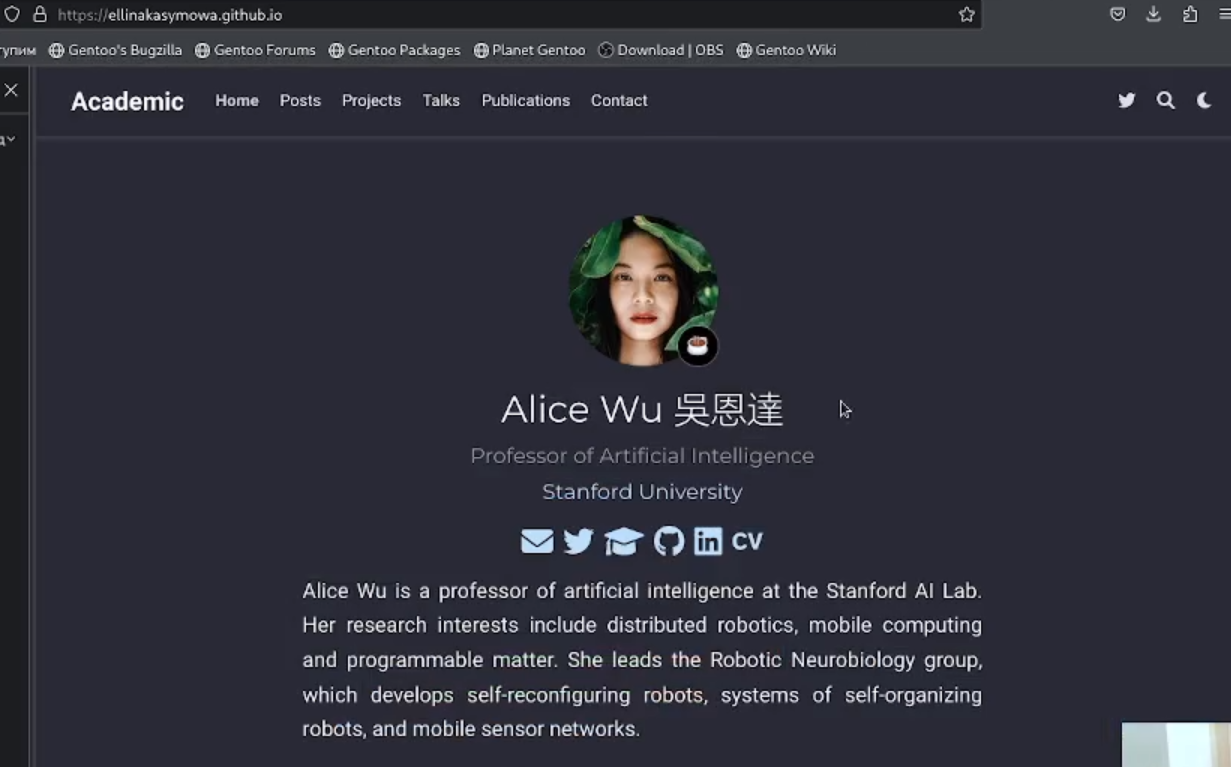 https://ellinakasymowa.github.io
тупим Gentoo's Bugzilla Gentoo Forums Gentoo Packages Planet Gentoo Download | OBS Gentoo Wiki
Academic Home Posts Projects Talks Publications Contact
Alice Wu 吳恩達
Professor of Artificial Intelligence
Stanford University
CV
Alice Wu is a professor of artificial intelligence at the Stanford AI Lab.
Her research interests include distributed robotics, mobile computing
and programmable matter. She leads the Robotic Neurobiology group,
which develops self-reconfiguring robots, systems of self-organizing
robots, and mobile sensor networks.